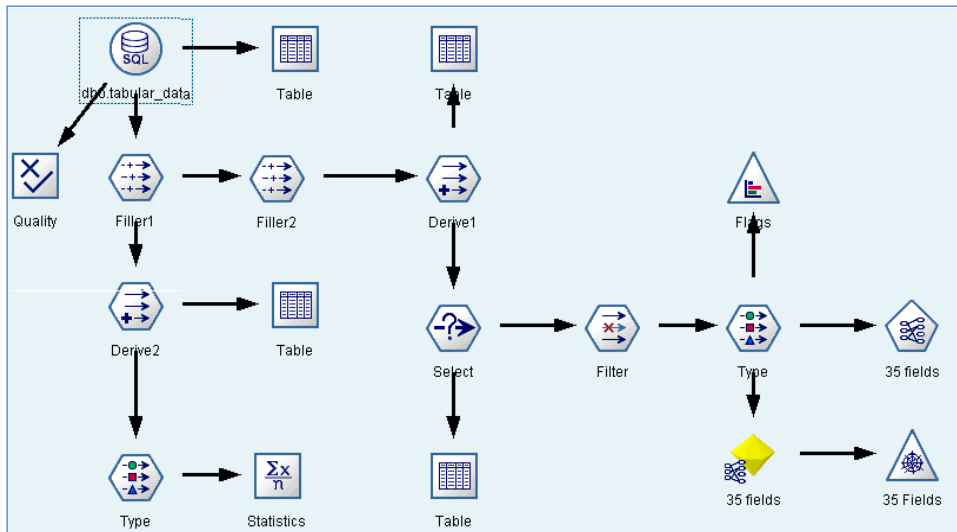 SQL
dbo.tabular_data
Table
Table
Quality
Filler1
Filler2
Derive1
Flags
Derive2
Table
Select
Filter
Type
35 fields
Type
Σx
n
Statistics
Table
35 fields
35 Fields